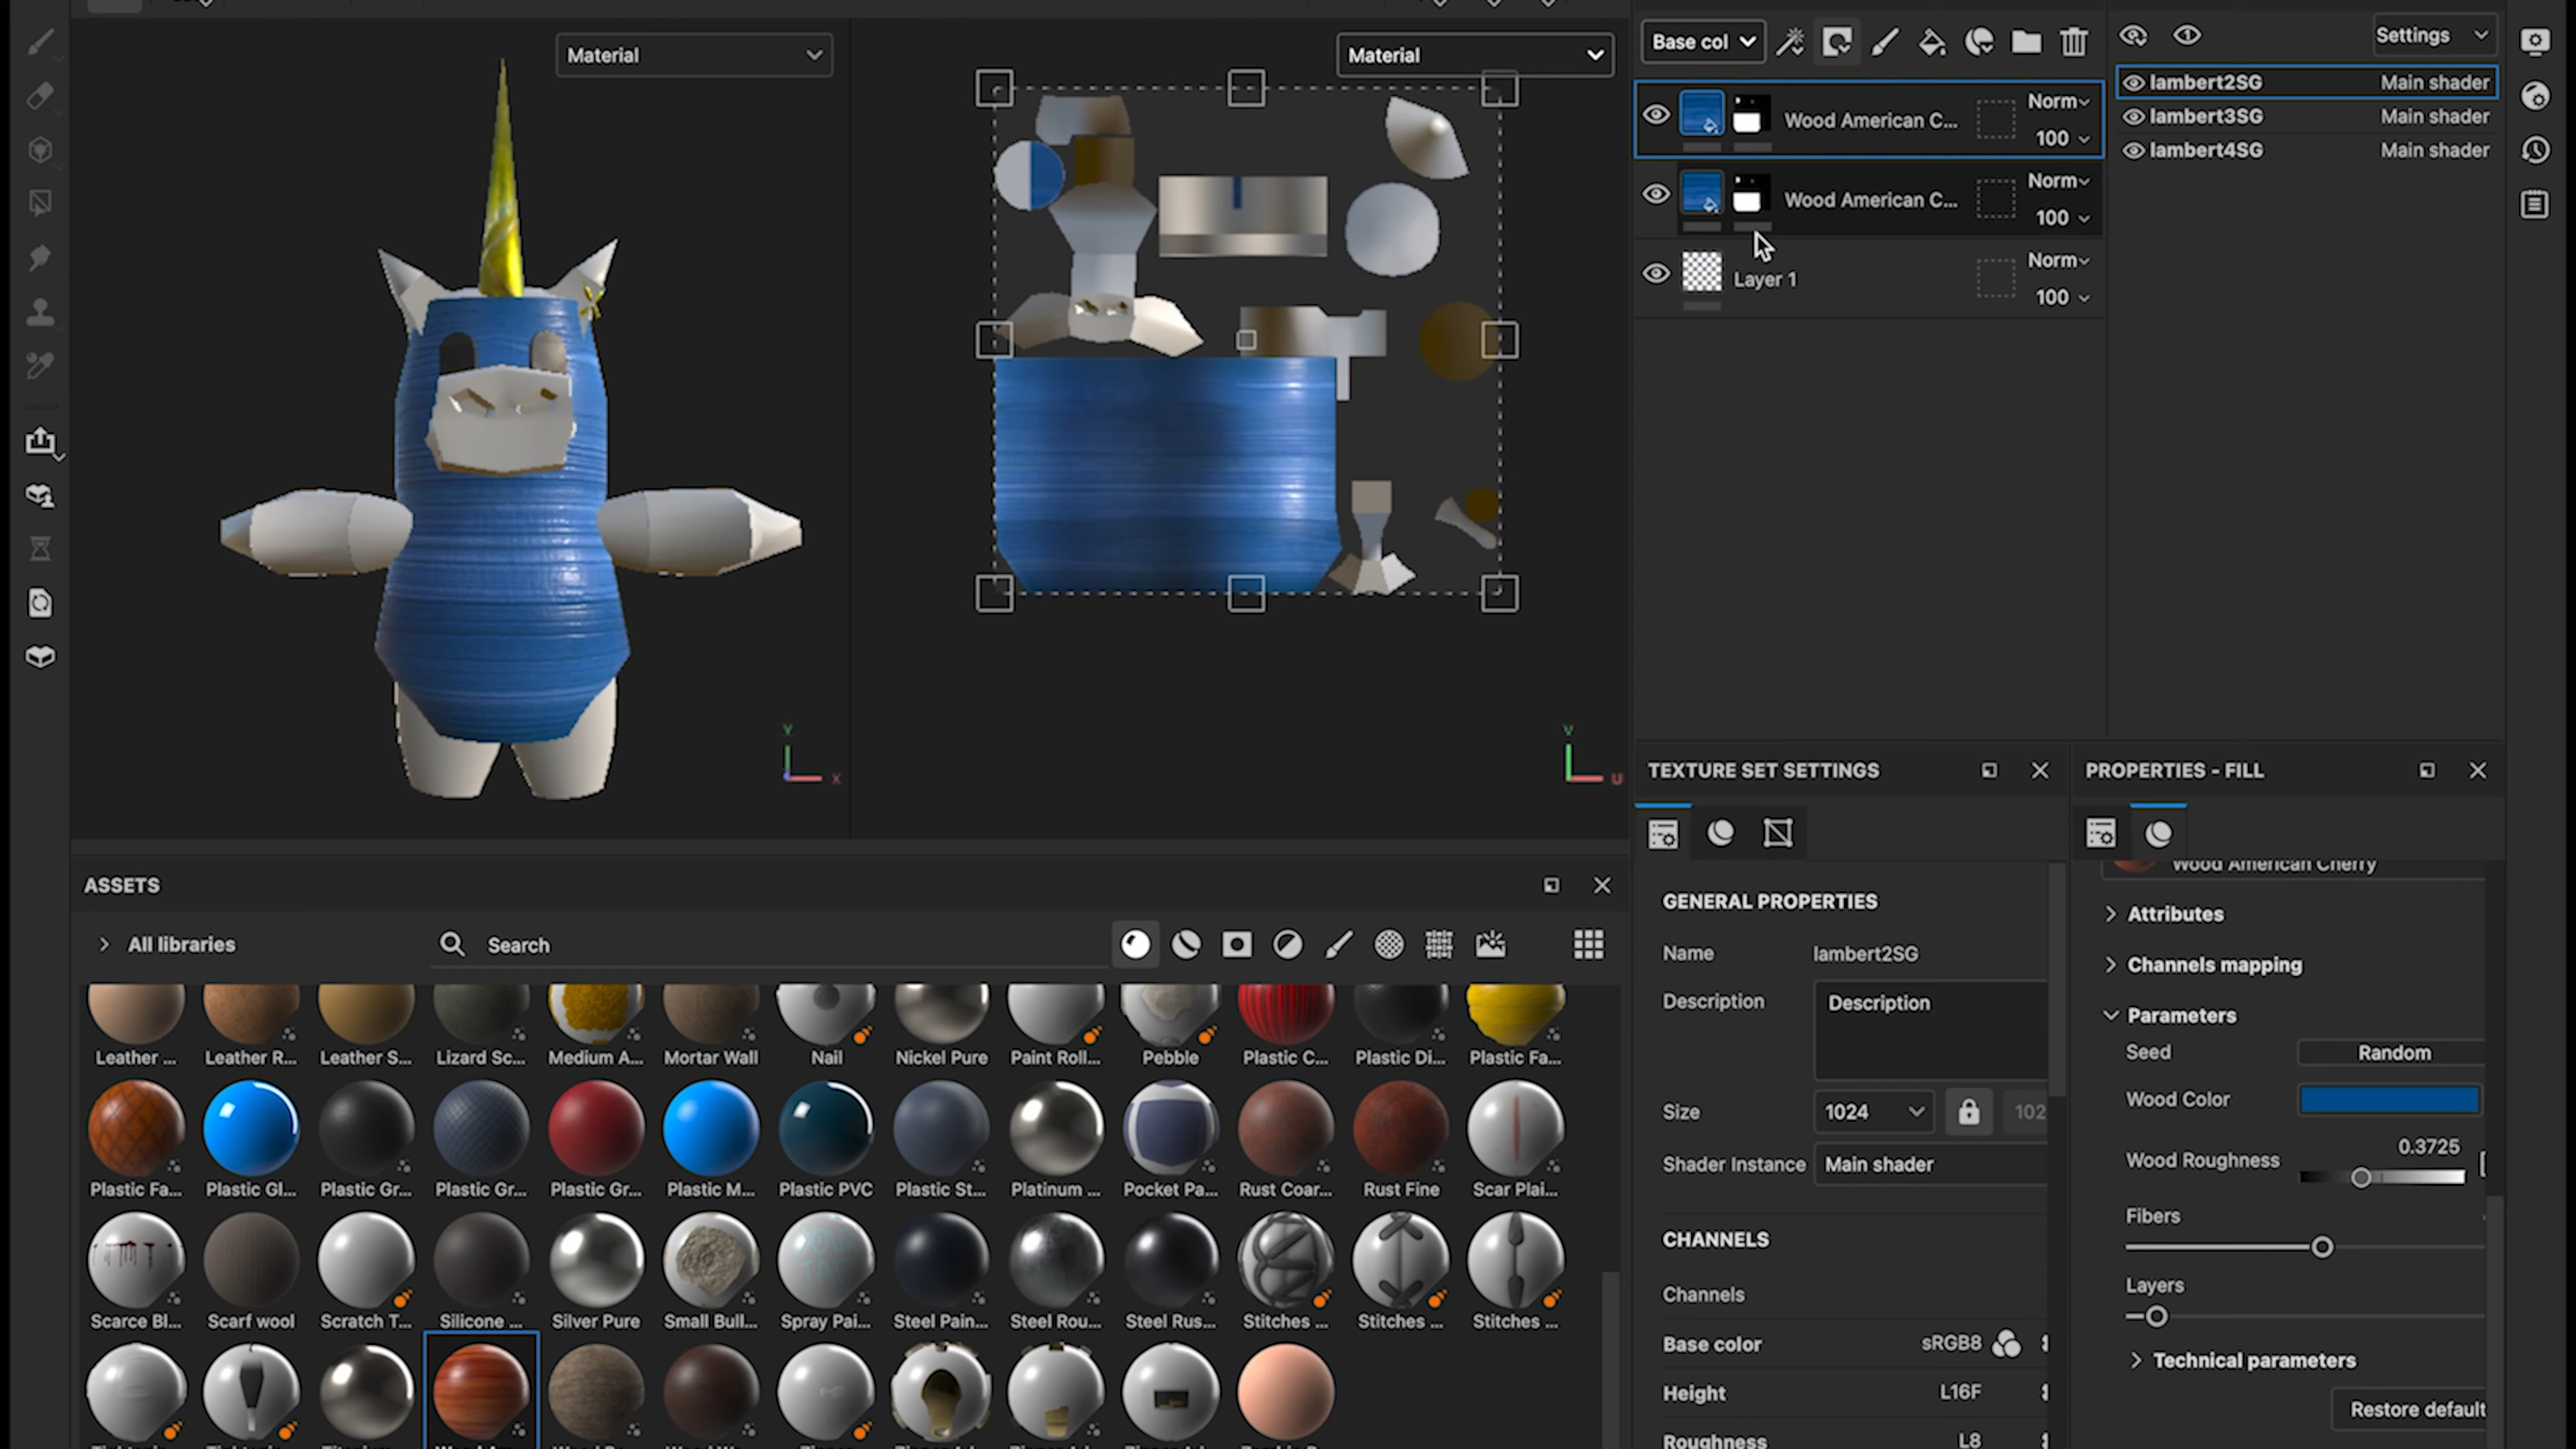 Material
Material
Base col
Settings
lambert2SG Main shader
lambert3SG Main shader
lambert4SG Main shader
Wood American C... Norm 100
Wood American C... Norm 100
Layer 1 Norm 100
Y
X
V
U
TEXTURE SET SETTINGS
GENERAL PROPERTIES
Name lambert2SG
Description Description
Size 1024 102
Shader Instance Main shader
CHANNELS
Channels
Base color sRGB8
Height L16F
Roughness L8
PROPERTIES - FILL
Wood American Cherry
Attributes
Channels mapping
Parameters
Seed Random
Wood Color
Wood Roughness 0.3725
Fibers
Layers
Technical parameters
Restore default
ASSETS
All libraries Search
Leather ... Leather R... Leather S... Lizard Sc... Medium A... Mortar Wall Nail Nickel Pure Paint Roll... Pebble Plastic C... Plastic Di... Plastic Fa...
Plastic Fa... Plastic Gl... Plastic Gr... Plastic Gr... Plastic Gr... Plastic M... Plastic PVC Plastic St... Platinum ... Pocket Pa... Rust Coar... Rust Fine Scar Plai...
Scarce Bl... Scarf wool Scratch T... Silicone ... Silver Pure Small Bull... Spray Pai... Steel Pain... Steel Rou... Steel Rus... Stitches ... Stitches ... Stitches ...